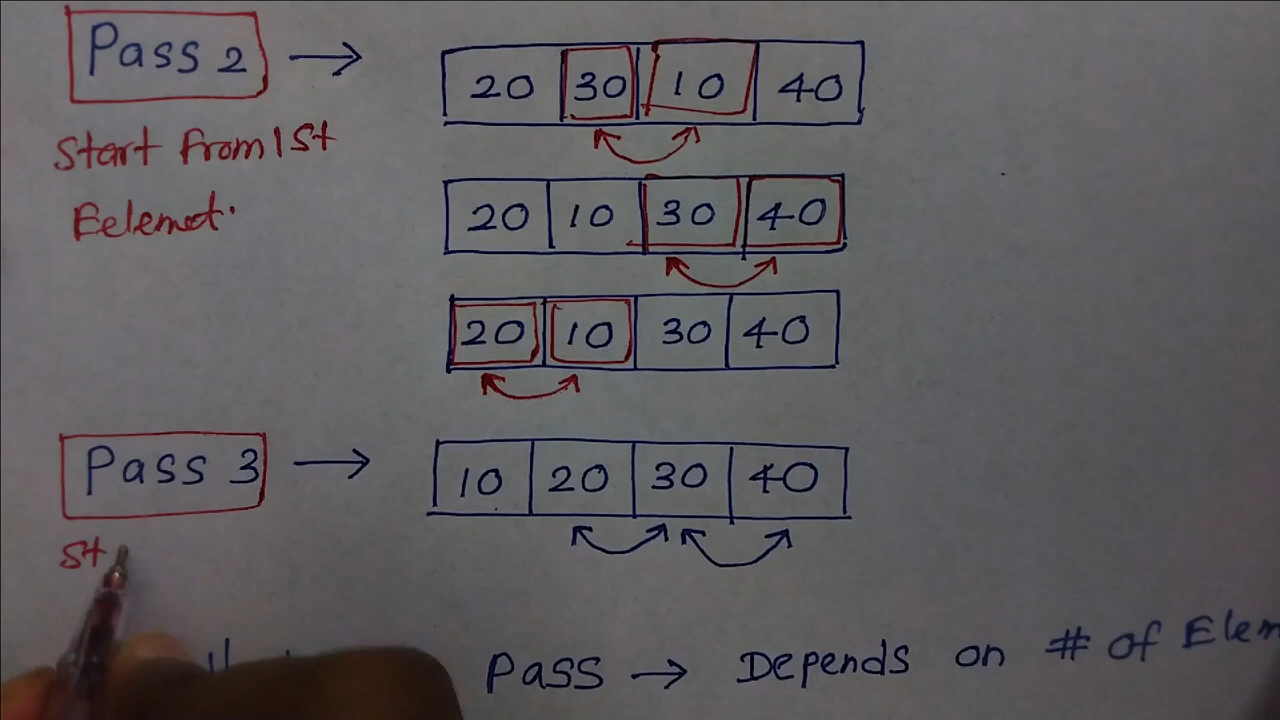 Pass 2 → 20 30 10 40
Start From 1st
Eelemet.
20 10 30 40
20 10 30 40
Pass 3 → 10 20 30 40
St
Pass → Depends on # of Elem